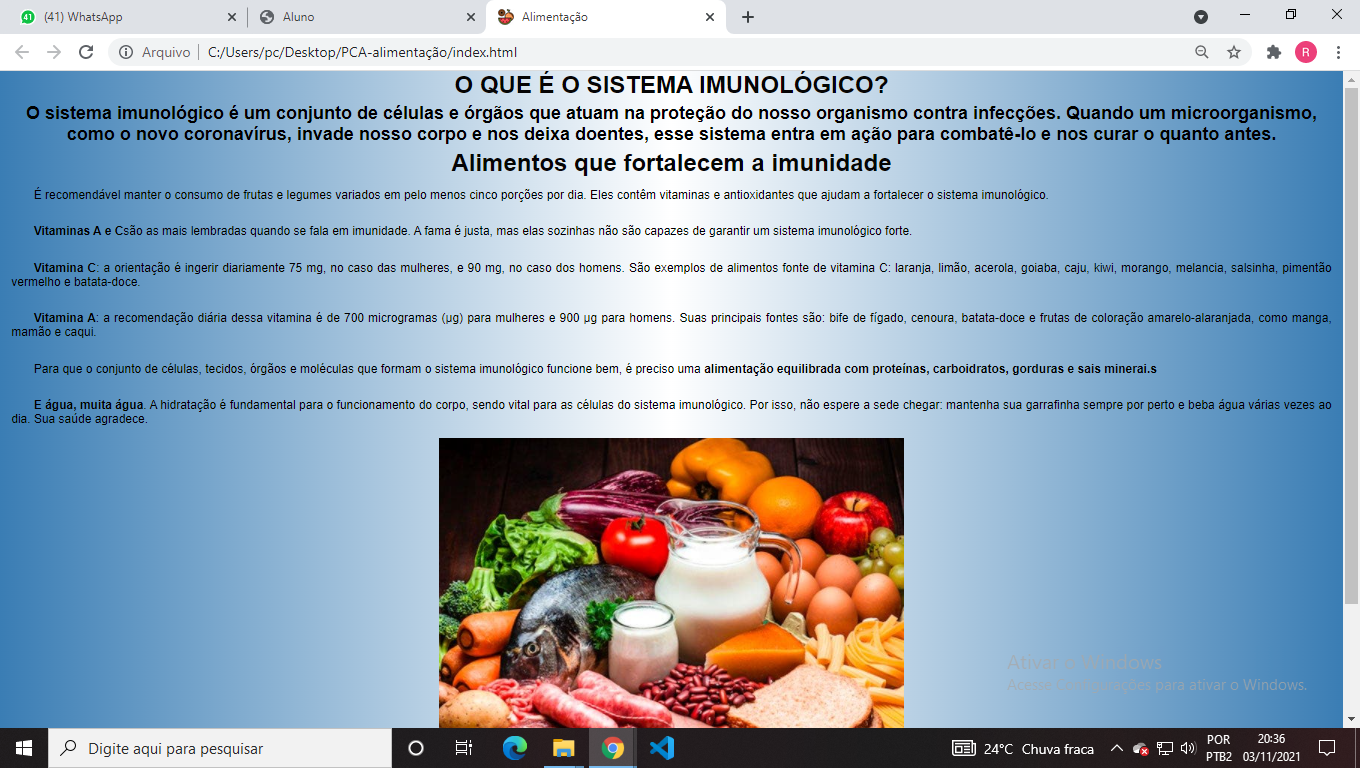 (41) WhatsApp
Aluno
Alimentação
Arquivo
C:/Users/pc/Desktop/PCA-alimentação/index.html
R
O QUE É O SISTEMA IMUNOLÓGICO?
O sistema imunológico é um conjunto de células e órgãos que atuam na proteção do nosso organismo contra infecções. Quando um microorganismo,
como o novo coronavírus, invade nosso corpo e nos deixa doentes, esse sistema entra em ação para combatê-lo e nos curar o quanto antes.
Alimentos que fortalecem a imunidade
É recomendável manter o consumo de frutas e legumes variados em pelo menos cinco porções por dia. Eles contêm vitaminas e antioxidantes que ajudam a fortalecer o sistema imunológico.
Vitaminas A e Csão as mais lembradas quando se fala em imunidade. A fama é justa, mas elas sozinhas não são capazes de garantir um sistema imunológico forte.
Vitamina C: a orientação é ingerir diariamente 75 mg, no caso das mulheres, e 90 mg, no caso dos homens. São exemplos de alimentos fonte de vitamina C: laranja, limão, acerola, goiaba, caju, kiwi, morango, melancia, salsinha, pimentão
vermelho e batata-doce.
Vitamina A: a recomendação diária dessa vitamina é de 700 microgramas (μg) para mulheres e 900 μg para homens. Suas principais fontes são: bife de fígado, cenoura, batata-doce e frutas de coloração amarelo-alaranjada, como manga,
mamão e caqui.
Para que o conjunto de células, tecidos, órgãos e moléculas que formam o sistema imunológico funcione bem, é preciso uma alimentação equilibrada com proteínas, carboidratos, gorduras e sais minerai.s
E água, muita água. A hidratação é fundamental para o funcionamento do corpo, sendo vital para as células do sistema imunológico. Por isso, não espere a sede chegar: mantenha sua garrafinha sempre por perto e beba água várias vezes ao
dia. Sua saúde agradece.
Ativar o Windows
Acesse Configurações para ativar o Windows.
Digite aqui para pesquisar
24°C Chuva fraca
POR
PTB2
20:36
03/11/2021